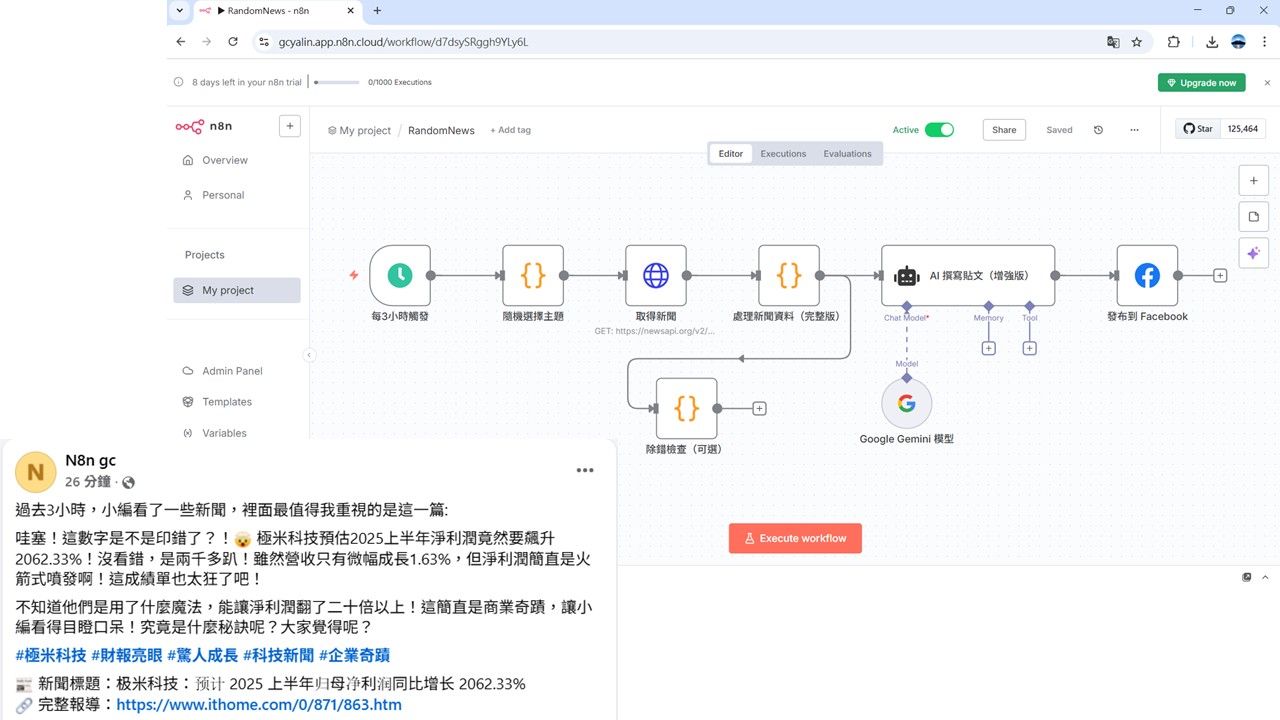 RandomNews - n8n
gcyalin.app.n8n.cloud/workflow/d7dsySRggh9YLy6L
8 days left in your n8n trial
0/1000 Executions
Upgrade now
n8n
My project / RandomNews + Add tag
Active
Share
Saved
Star 125,464
Editor
Executions
Evaluations
Overview
Personal
Projects
My project
Admin Panel
Templates
Variables
每3小時觸發
隨機選擇主題
取得新聞
GET: https://newsapi.org/v2/...
處理新聞資料（完整版）
AI 撰寫貼文（增強版）
Chat Model*
Memory
Tool
發布到 Facebook
Model
Google Gemini 模型
除錯檢查（可選）
Execute workflow
N
N8n gc
26 分鐘 ·
過去3小時，小編看了一些新聞，裡面最值得我重視的是這一篇:
哇塞！這數字是不是印錯了？！🤯 極米科技預估2025上半年淨利潤竟然要飆升
2062.33%！沒看錯，是兩千多趴！雖然營收只有微幅成長1.63%，但淨利潤簡直是火
箭式噴發啊！這成績單也太狂了吧！
不知道他們是用了什麼魔法，能讓淨利潤翻了二十倍以上！這簡直是商業奇蹟，讓小
編看得目瞪口呆！究竟是什麼秘訣呢？大家覺得呢？
#極米科技 #財報亮眼 #驚人成長 #科技新聞 #企業奇蹟
📰 新聞標題：极米科技：预计 2025 上半年归母净利润同比增长 2062.33%
🔗 完整報導：https://www.ithome.com/0/871/863.htm